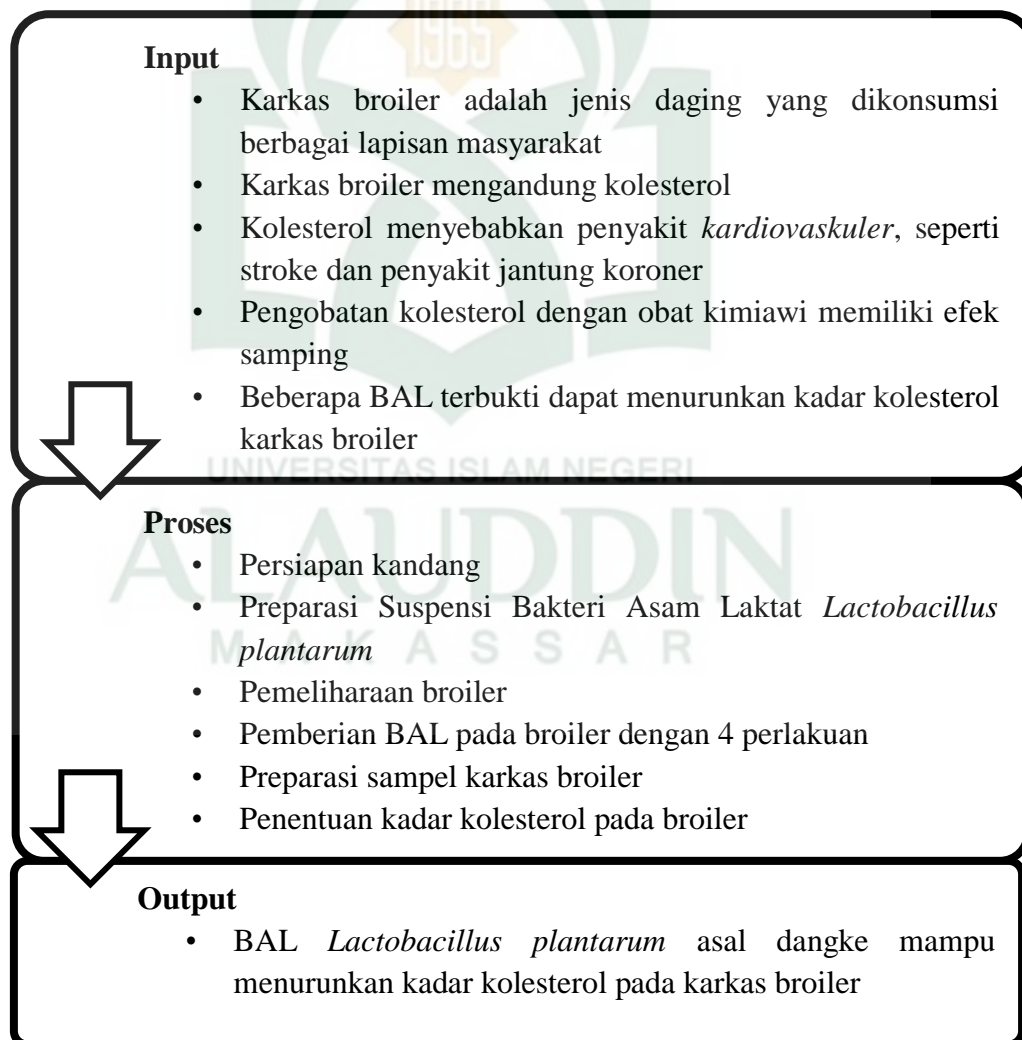 1965
Input
• Karkas broiler adalah jenis daging yang dikonsumsi
berbagai lapisan masyarakat
• Karkas broiler mengandung kolesterol
• Kolesterol menyebabkan penyakit kardiovaskuler, seperti
stroke dan penyakit jantung koroner
• Pengobatan kolesterol dengan obat kimiawi memiliki efek
samping
• Beberapa BAL terbukti dapat menurunkan kadar kolesterol
karkas broiler
UNIVERSITAS ISLAM NEGERI
Proses
• Persiapan kandang
ALAUDDIN
• Preparasi Suspensi Bakteri Asam Laktat Lactobacillus
plantarum
MAKASSAR
• Pemeliharaan broiler
• Pemberian BAL pada broiler dengan 4 perlakuan
• Preparasi sampel karkas broiler
• Penentuan kadar kolesterol pada broiler
Output
• BAL Lactobacillus plantarum asal dangke mampu
menurunkan kadar kolesterol pada karkas broiler